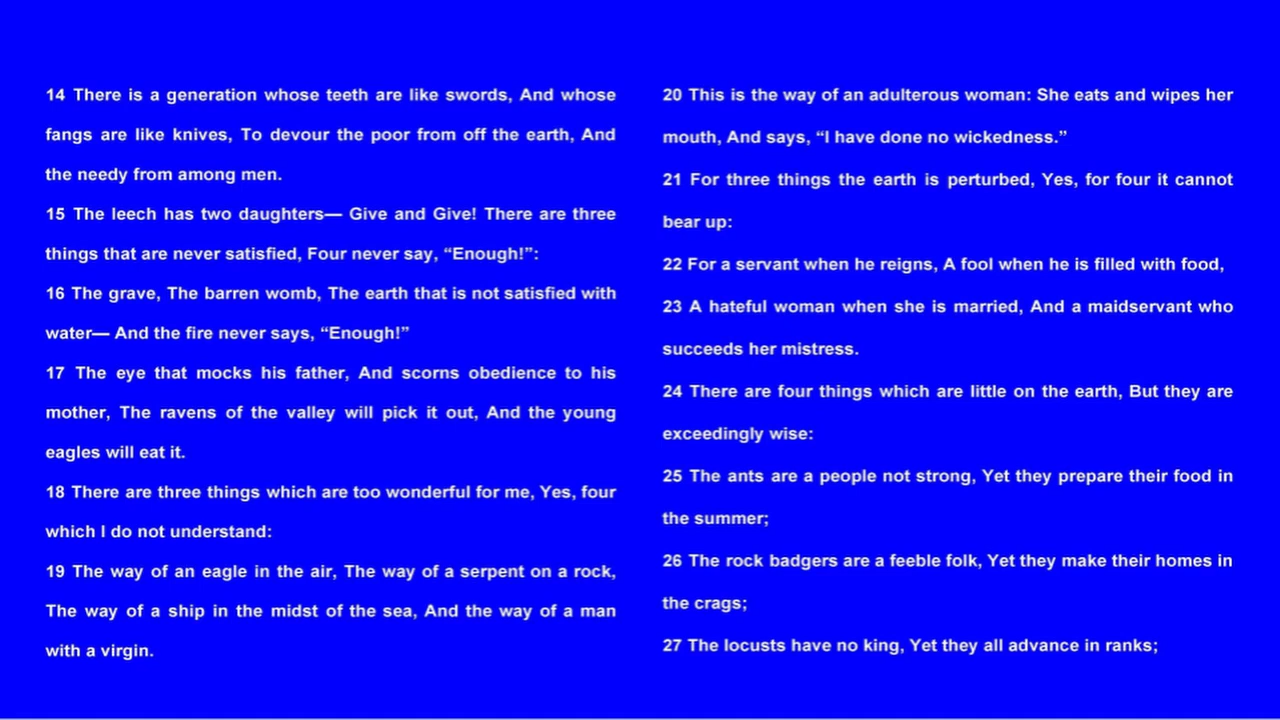 14 There is a generation whose teeth are like swords, And whose
fangs are like knives, To devour the poor from off the earth, And
the needy from among men.
15 The leech has two daughters— Give and Give! There are three
things that are never satisfied, Four never say, “Enough!”:
16 The grave, The barren womb, The earth that is not satisfied with
water— And the fire never says, “Enough!”
17 The eye that mocks his father, And scorns obedience to his
mother, The ravens of the valley will pick it out, And the young
eagles will eat it.
18 There are three things which are too wonderful for me, Yes, four
which I do not understand:
19 The way of an eagle in the air, The way of a serpent on a rock,
The way of a ship in the midst of the sea, And the way of a man
with a virgin.
20 This is the way of an adulterous woman: She eats and wipes her
mouth, And says, “I have done no wickedness.”
21 For three things the earth is perturbed, Yes, for four it cannot
bear up:
22 For a servant when he reigns, A fool when he is filled with food,
23 A hateful woman when she is married, And a maidservant who
succeeds her mistress.
24 There are four things which are little on the earth, But they are
exceedingly wise:
25 The ants are a people not strong, Yet they prepare their food in
the summer;
26 The rock badgers are a feeble folk, Yet they make their homes in
the crags;
27 The locusts have no king, Yet they all advance in ranks;